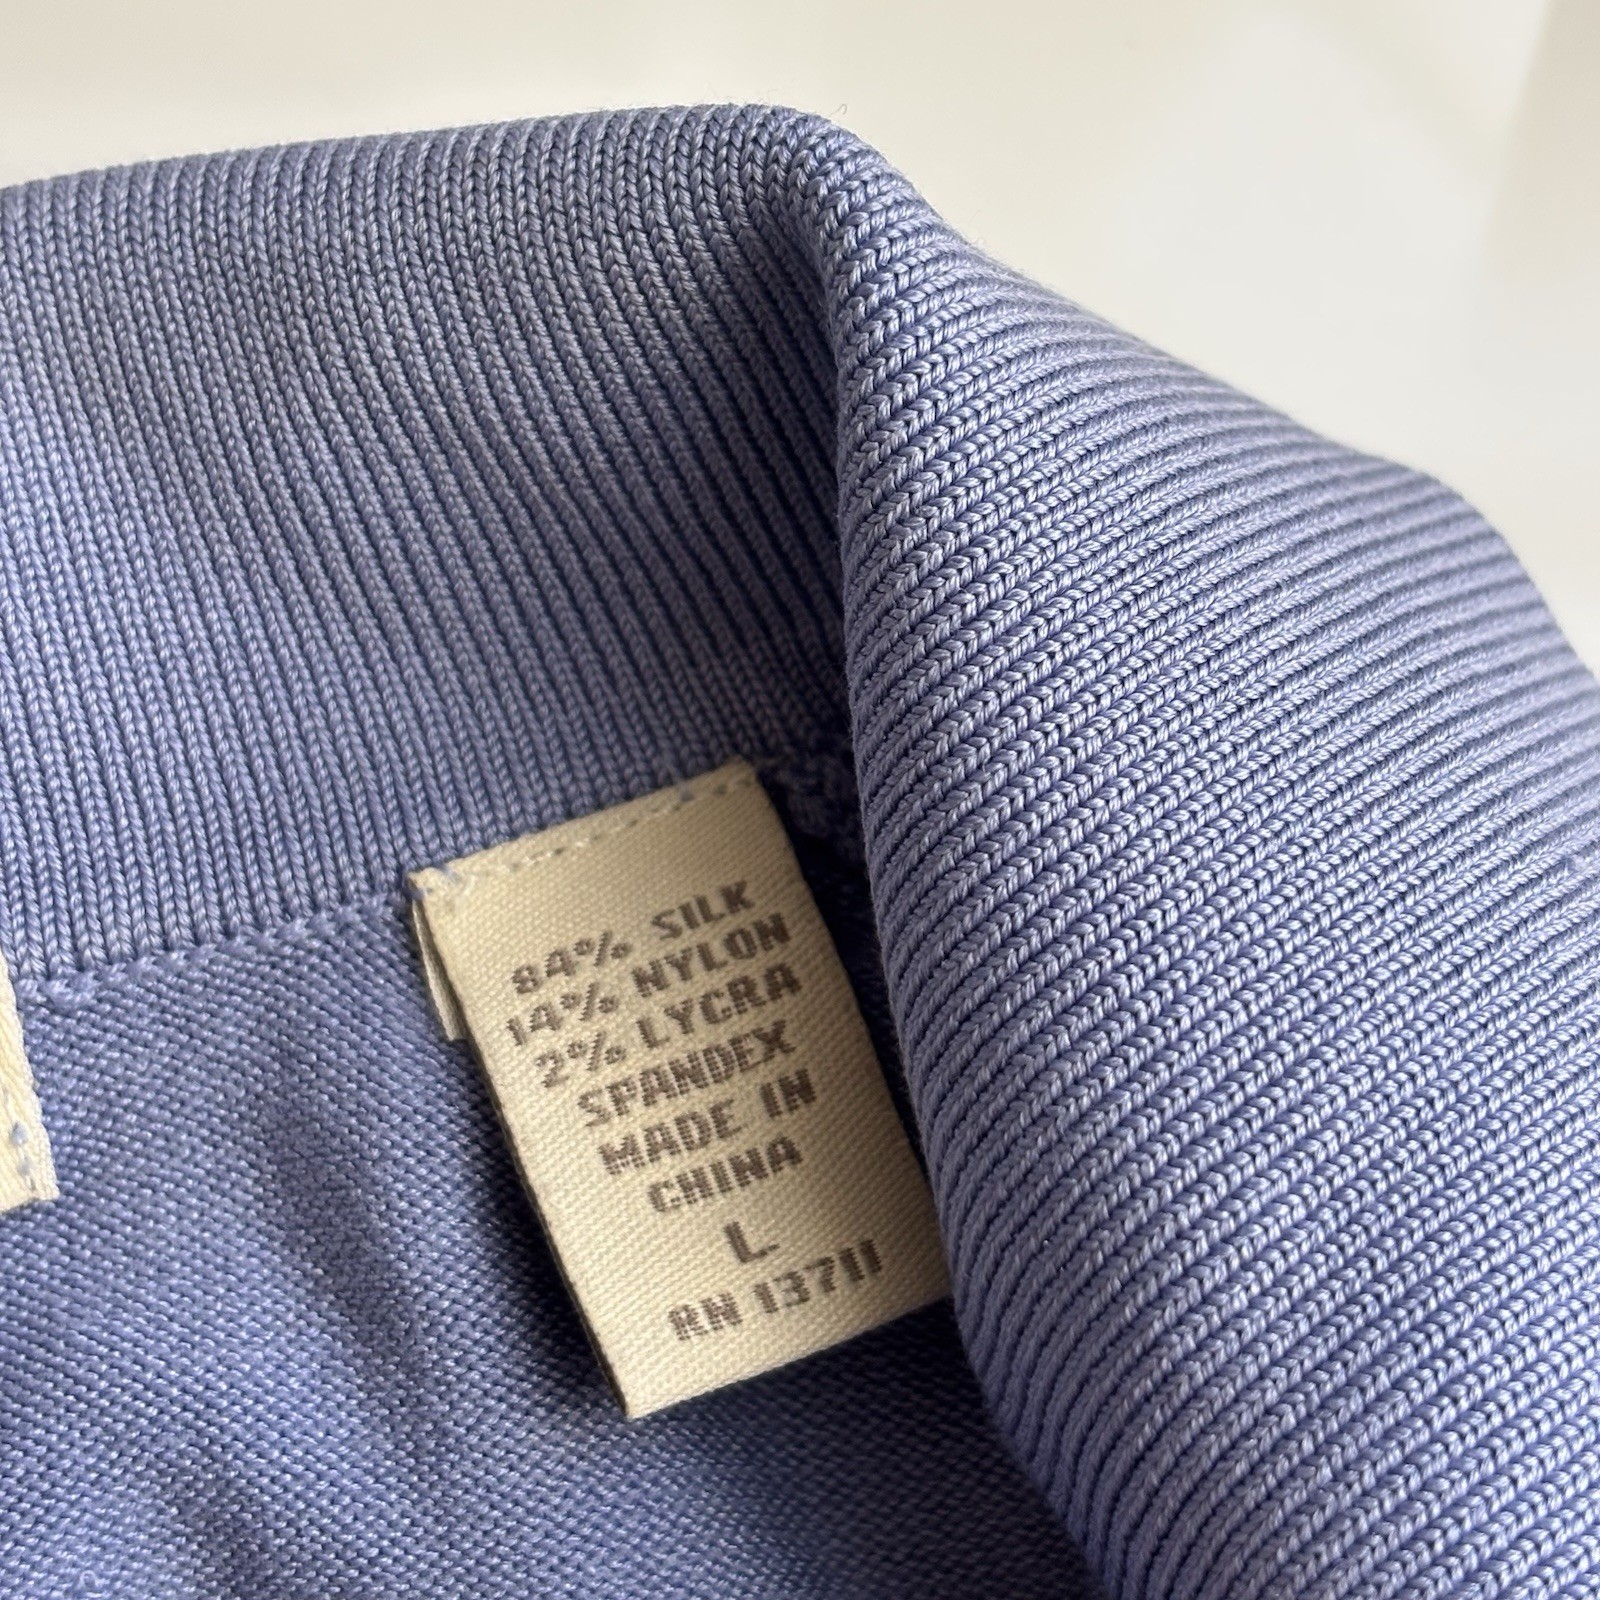 84% SILK
14% NYLON
2% LYCRA
SPANDEX
MADE IN
CHINA
L
RN 13711